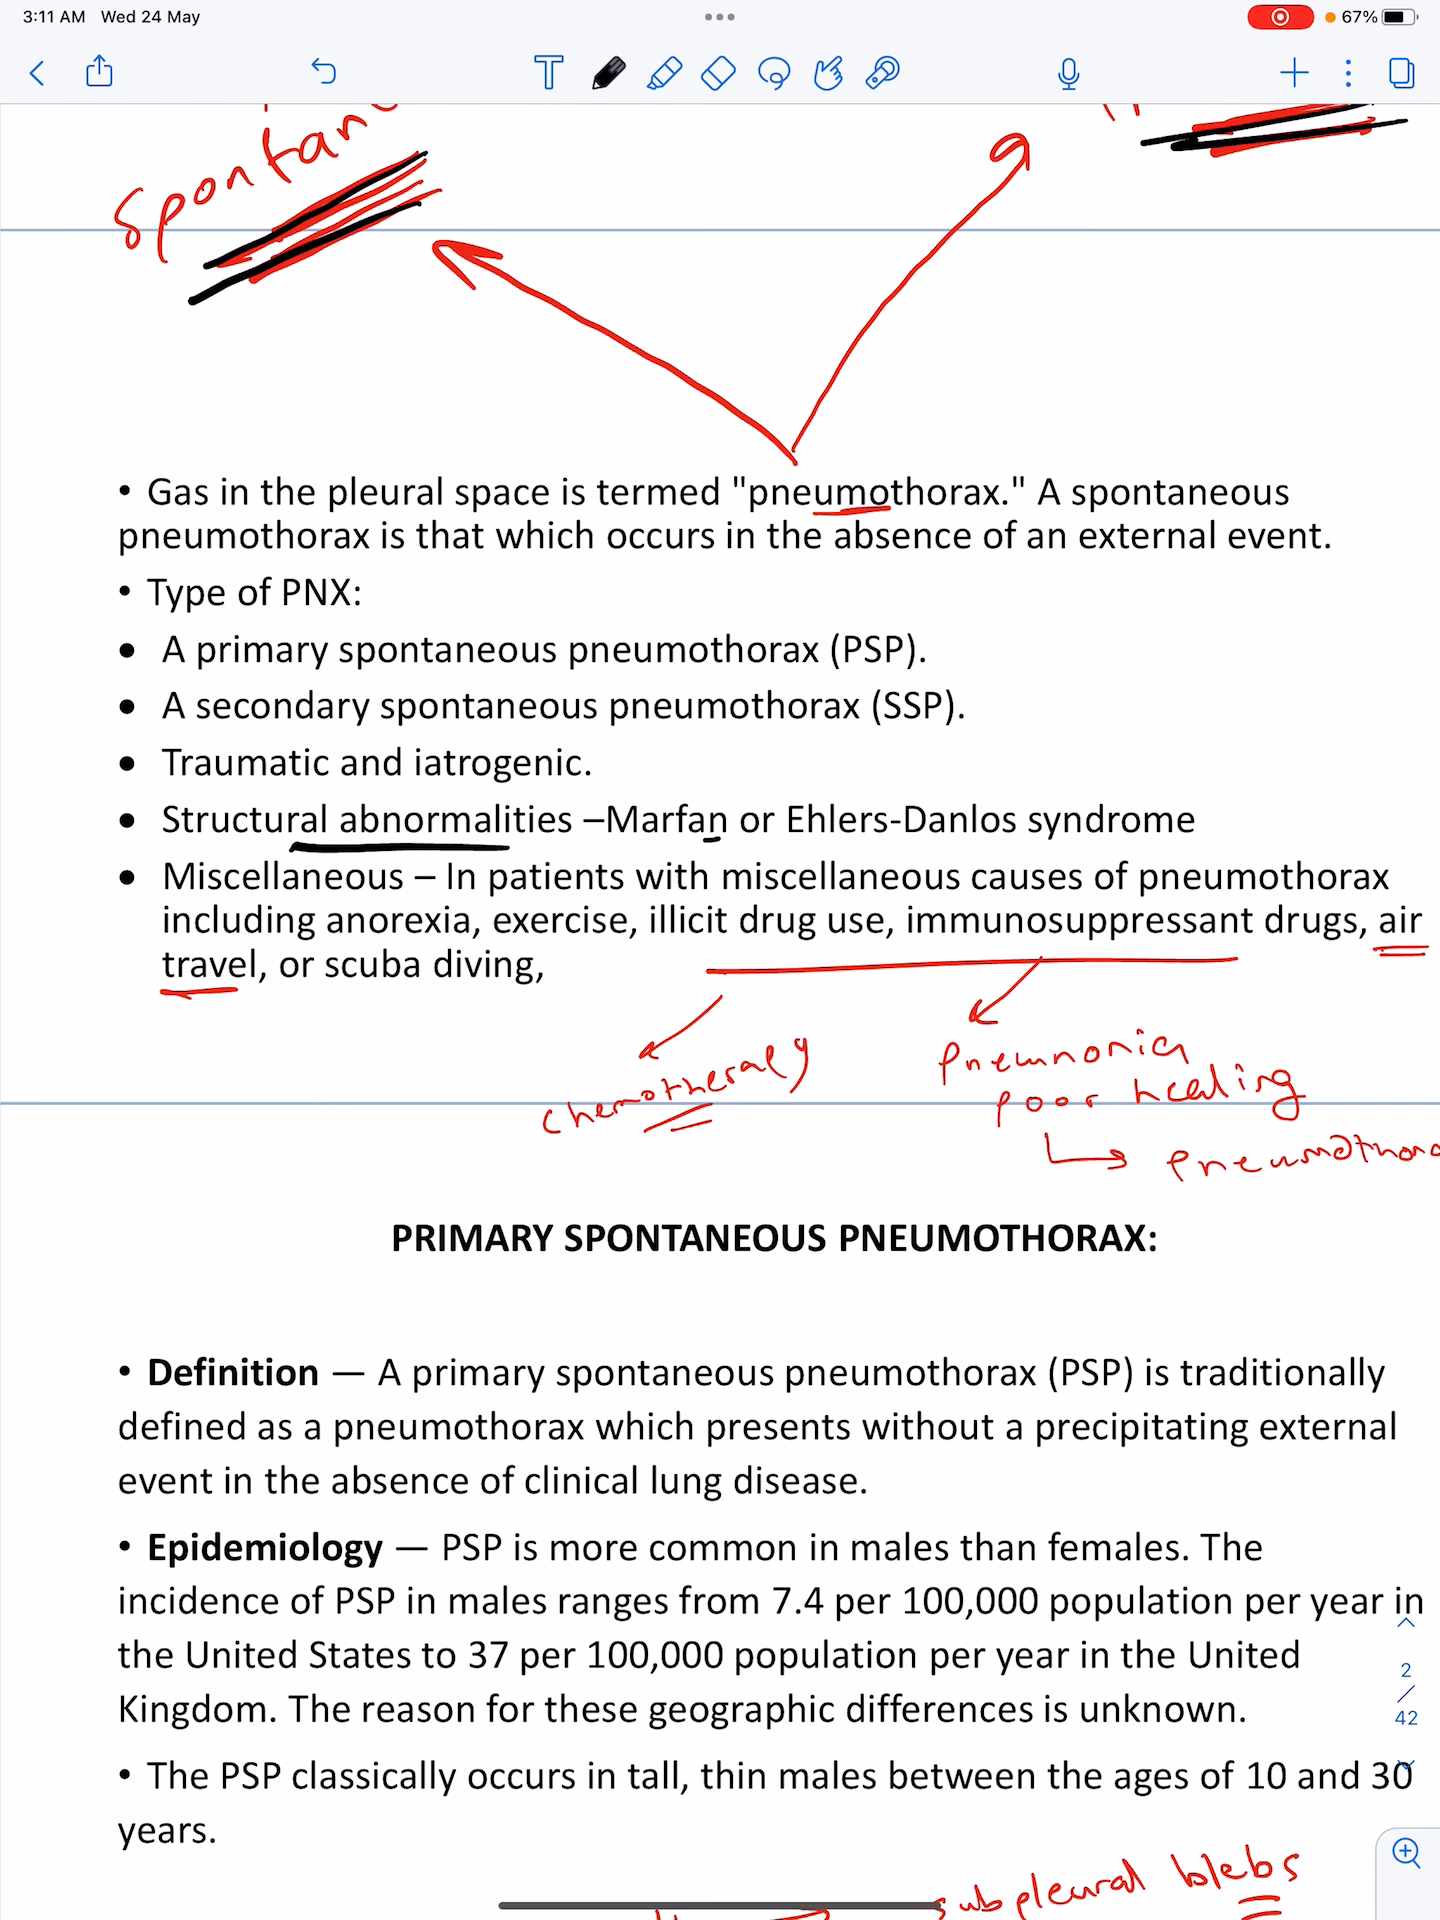 3:11 AM Wed 24 May
67%
Spontan
• Gas in the pleural space is termed "pneumothorax." A spontaneous
pneumothorax is that which occurs in the absence of an external event.
• Type of PNX:
• A primary spontaneous pneumothorax (PSP).
• A secondary spontaneous pneumothorax (SSP).
• Traumatic and iatrogenic.
• Structural abnormalities –Marfan or Ehlers-Danlos syndrome
• Miscellaneous – In patients with miscellaneous causes of pneumothorax
including anorexia, exercise, illicit drug use, immunosuppressant drugs, air
travel, or scuba diving,
chemotherapy
pneumonia
poor healing
pneumothora
PRIMARY SPONTANEOUS PNEUMOTHORAX:
• Definition — A primary spontaneous pneumothorax (PSP) is traditionally
defined as a pneumothorax which presents without a precipitating external
event in the absence of clinical lung disease.
• Epidemiology — PSP is more common in males than females. The
incidence of PSP in males ranges from 7.4 per 100,000 population per year in
the United States to 37 per 100,000 population per year in the United
Kingdom. The reason for these geographic differences is unknown.
2
/
42
• The PSP classically occurs in tall, thin males between the ages of 10 and 30
years.
subpleural blebs